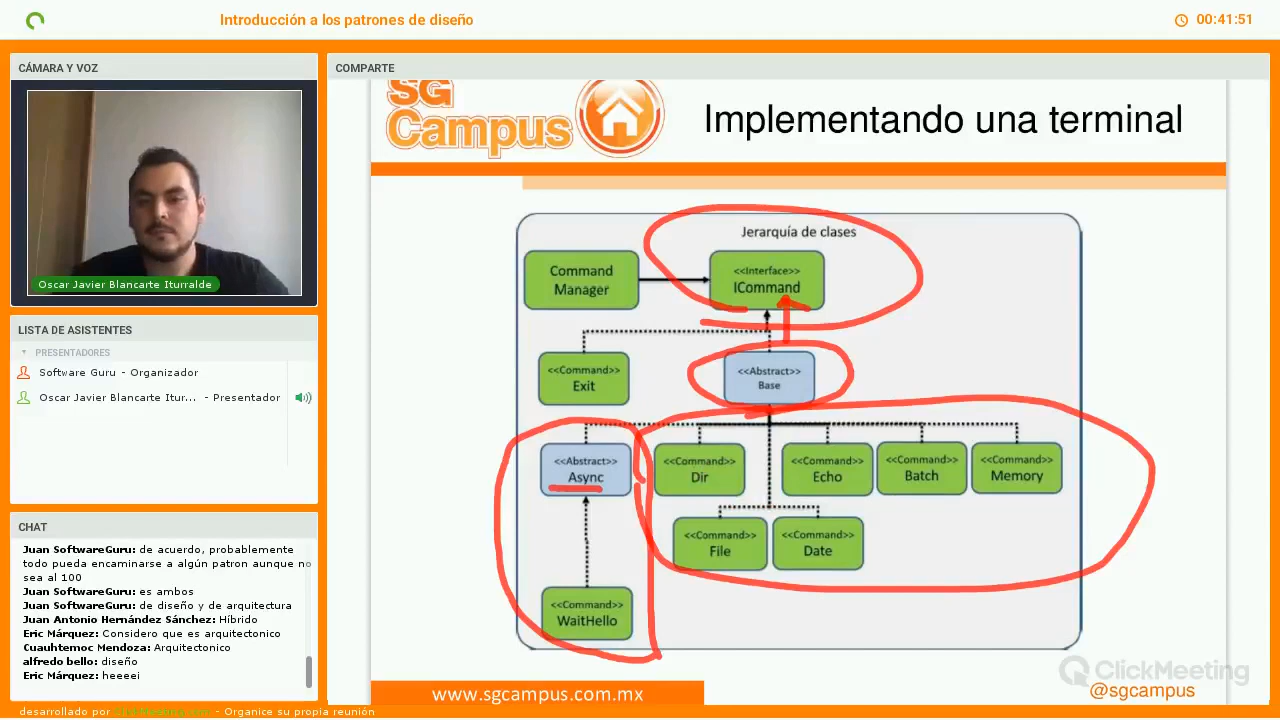 Introducción a los patrones de diseño
00:41:51
CÁMARA Y VOZ
Oscar Javier Blancarte Iturralde
LISTA DE ASISTENTES
PRESENTADORES
Software Guru - Organizador
Oscar Javier Blancarte Itur... - Presentador
CHAT
Juan SoftwareGuru: de acuerdo, probablemente
todo pueda encaminarse a algún patron aunque no
sea al 100
Juan SoftwareGuru: es ambos
Juan SoftwareGuru: de diseño y de arquitectura
Juan Antonio Hernández Sánchez: Híbrido
Eric Márquez: Considero que es arquitectonico
Cuauhtemoc Mendoza: Arquitectonico
alfredo bello: diseño
Eric Márquez: heeeei
desarrollado por ClickMeeting.com - Organice su propia reunión
COMPARTE
SG
Campus
Implementando una terminal
Jerarquía de clases
Command
Manager
<<Interface>>
ICommand
<<Command>>
Exit
<<Abstract>>
Base
<<Abstract>>
Async
<<Command>>
Dir
<<Command>>
Echo
<<Command>>
Batch
<<Command>>
Memory
<<Command>>
File
<<Command>>
Date
<<Command>>
WaitHello
www.sgcampus.com.mx
ClickMeeting
@sgcampus